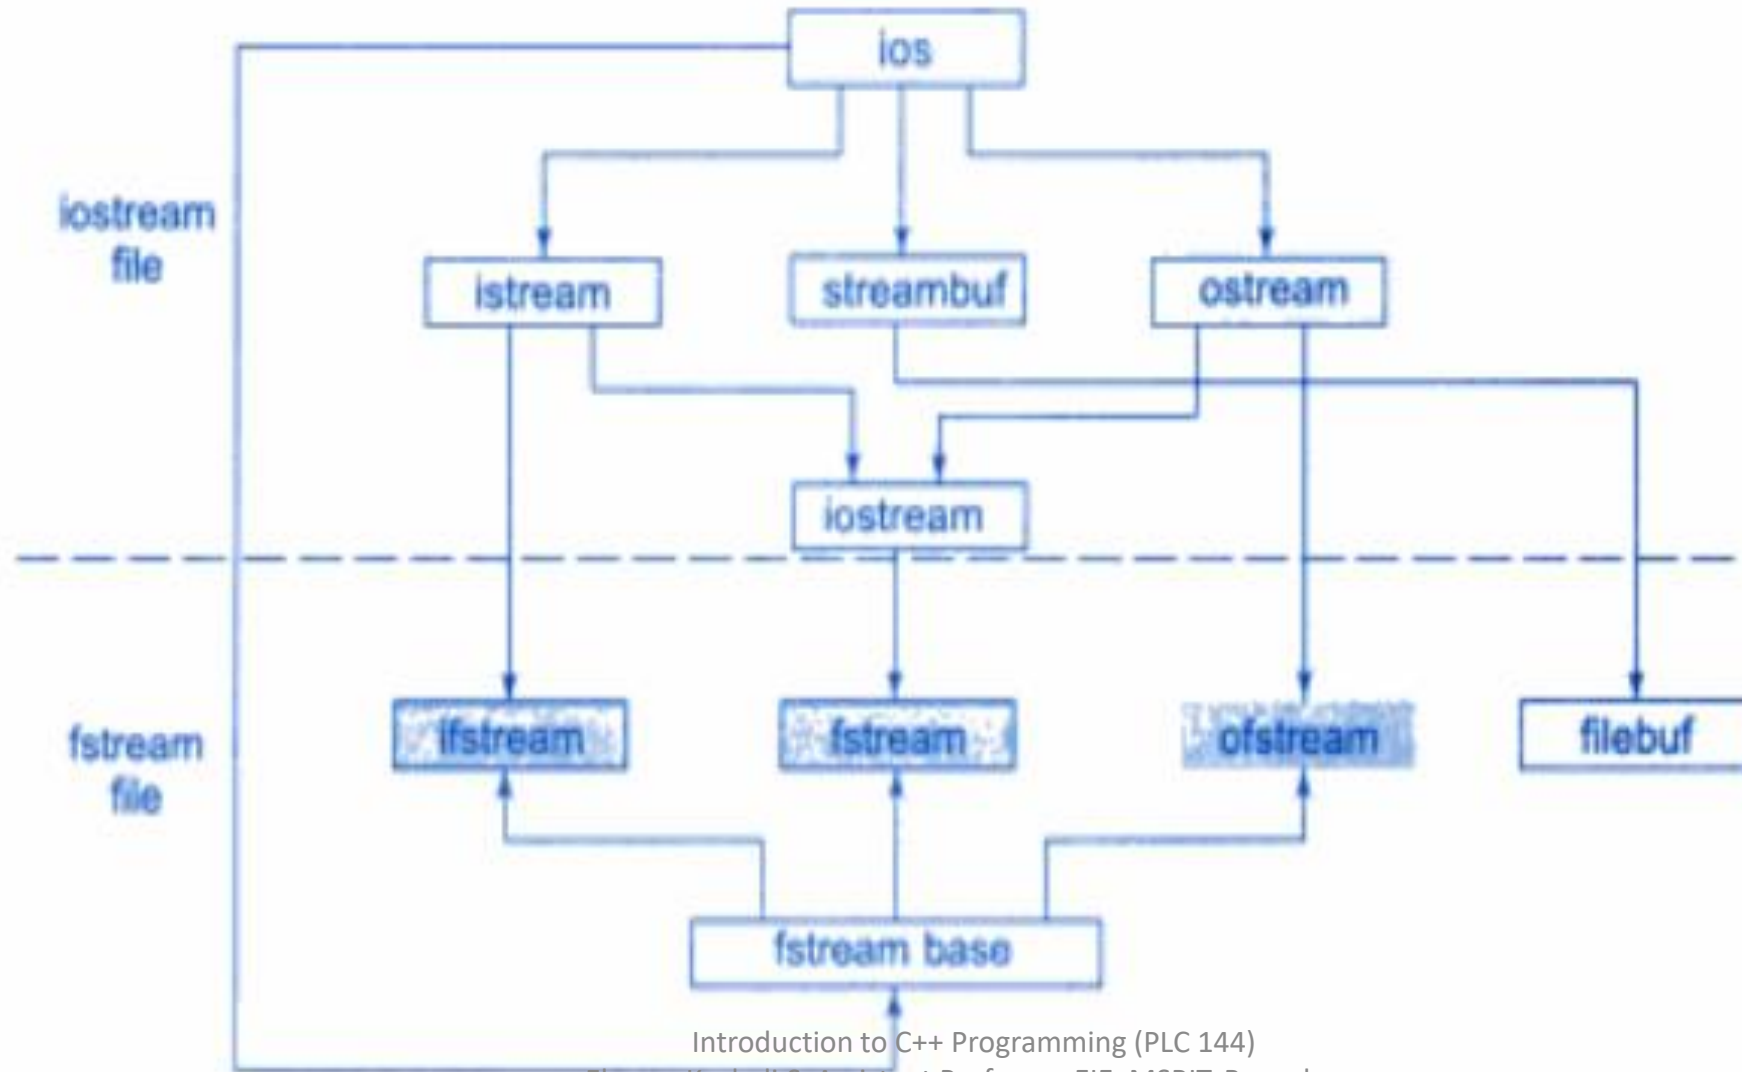 ios
iostream
file
istream
streambuf
ostream
iostream
fstream
file
ifstream
fstream
ofstream
filebuf
fstream base
Introduction to C++ Programming (PLC 144)